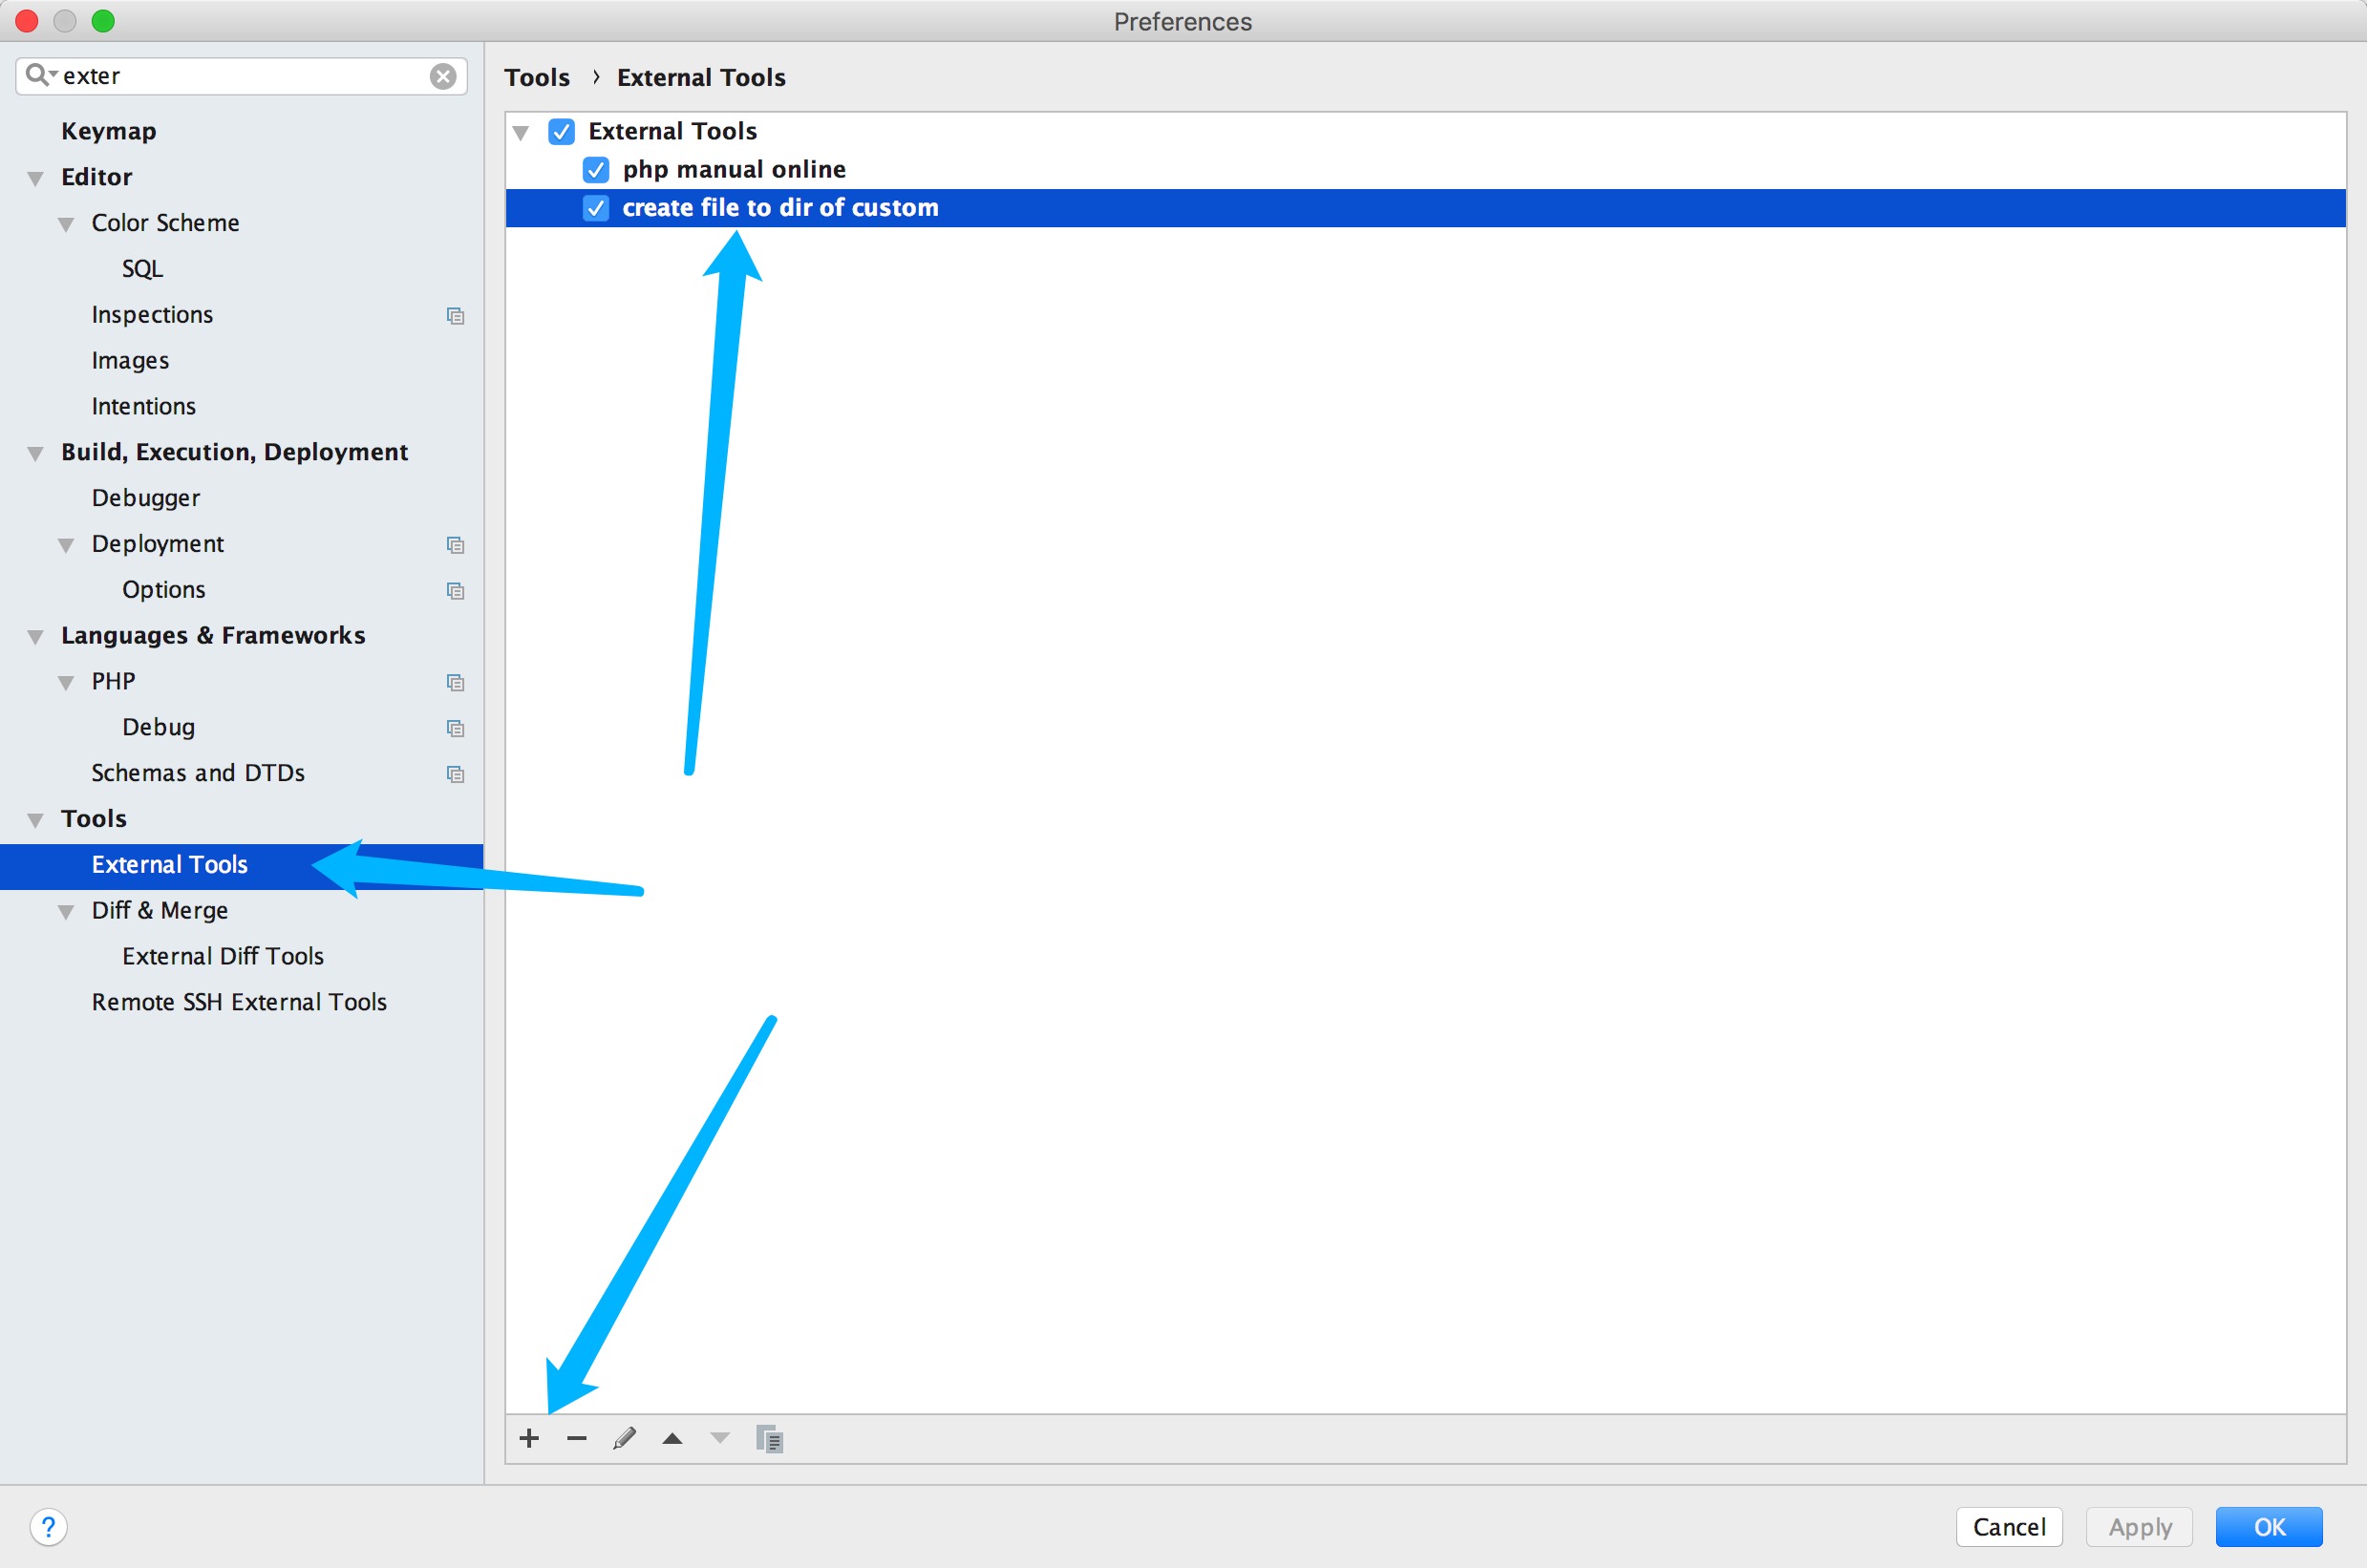 Preferences
exter
Keymap
Editor
Color Scheme
SQL
Inspections
Images
Intentions
Build, Execution, Deployment
Debugger
Deployment
Options
Languages & Frameworks
PHP
Debug
Schemas and DTDs
Tools
External Tools
Diff & Merge
External Diff Tools
Remote SSH External Tools
Tools › External Tools
External Tools
php manual online
create file to dir of custom
?
Cancel
Apply
OK